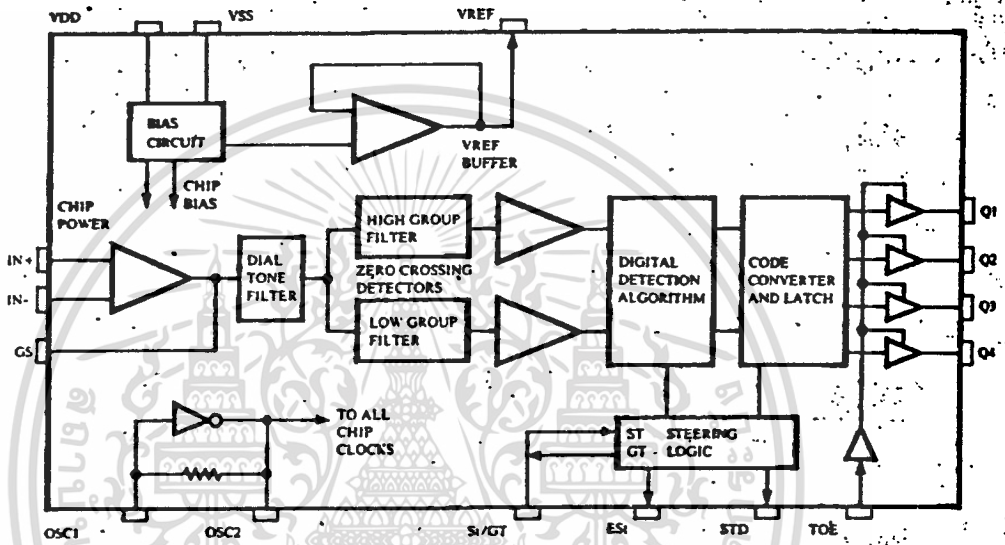 VDD
VSS
VREF
BIAS
CIRCUIT
VREF
BUFFER
CHIP
BIAS
CHIP
POWER
IN+
IN-
GS
DIAL
TONE
FILTER
HIGH GROUP
FILTER
ZERO CROSSING
DETECTORS
LOW GROUP
FILTER
DIGITAL
DETECTION
ALGORITHM
CODE
CONVERTER
AND LATCH
Q1
Q2
Q3
Q4
TO ALL
CHIP
CLOCKS
ST STEERING
GT LOGIC
OSC1
OSC2
St/GT
ESt
STD
TOE